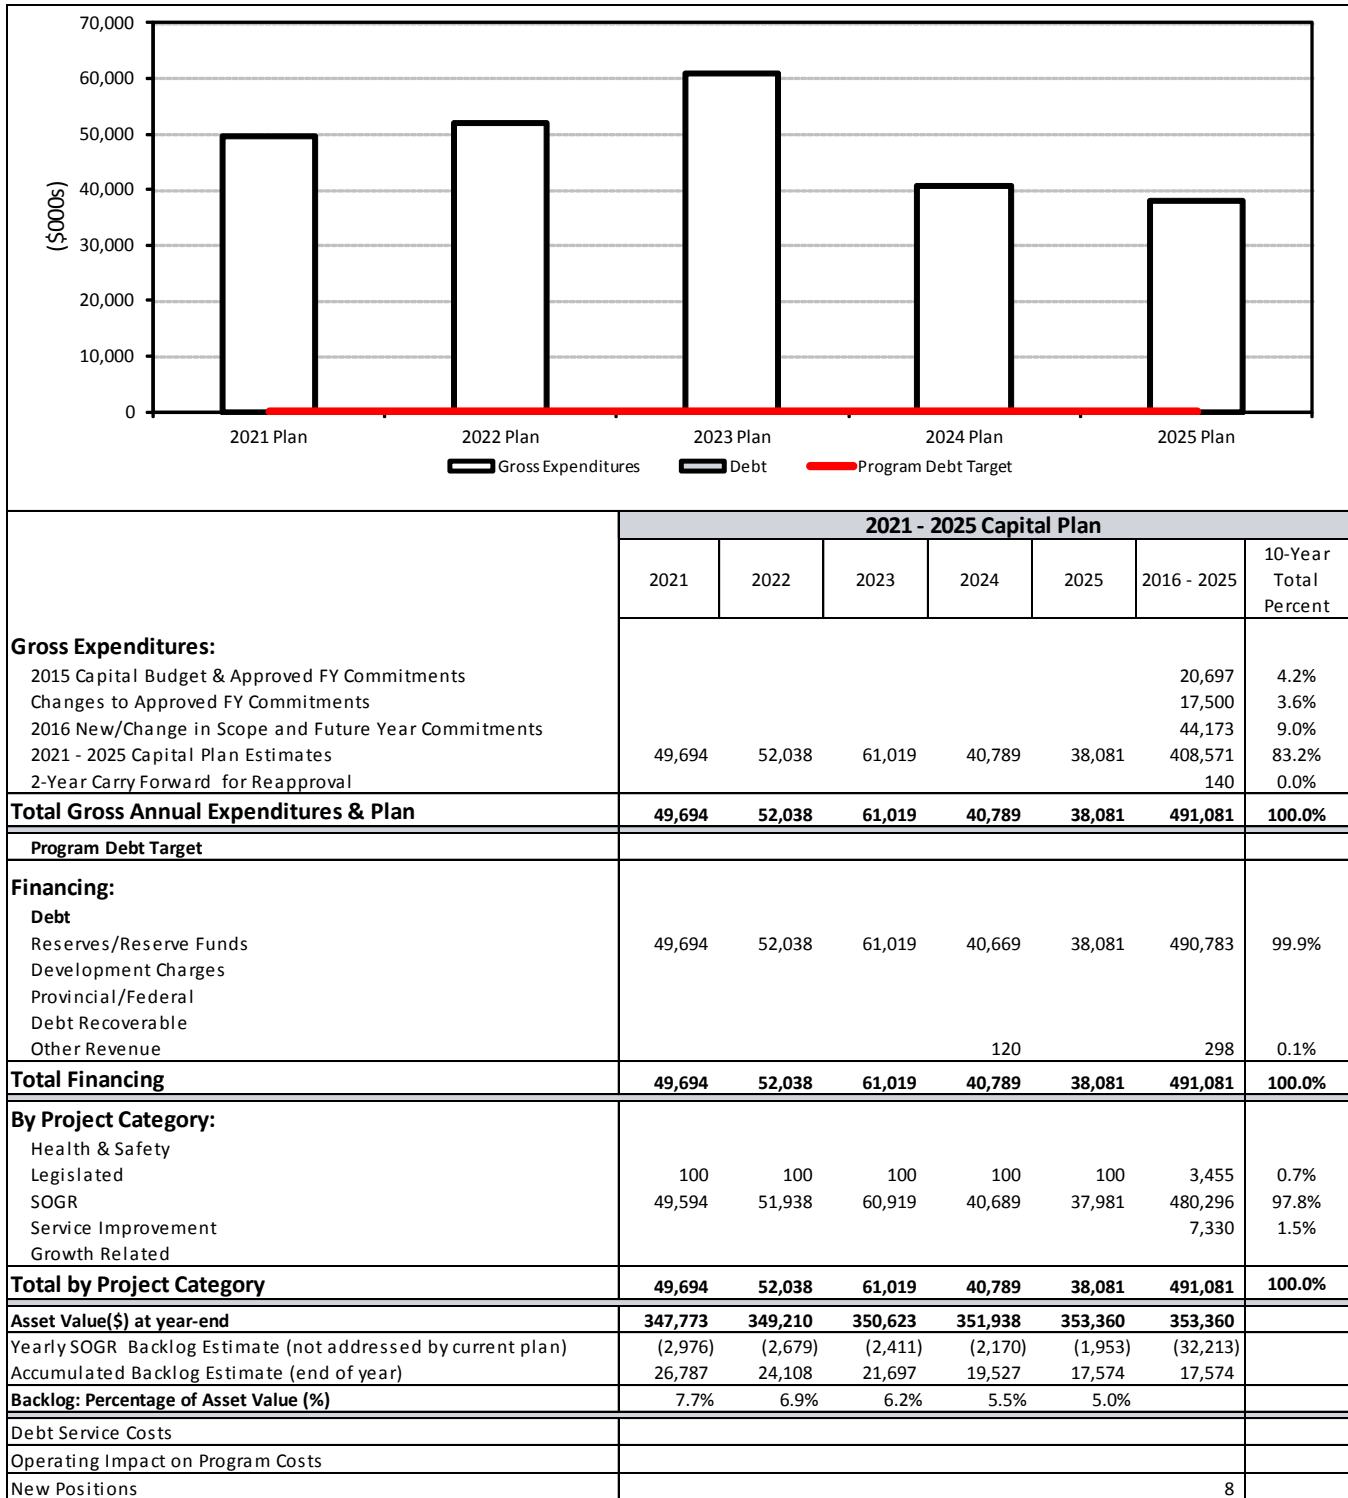 70,000
60,000
50,000
40,000
30,000
20,000
10,000
0
($000s)
2021 Plan 2022 Plan 2023 Plan 2024 Plan 2025 Plan
Gross Expenditures Debt Program Debt Target
2021 - 2025 Capital Plan
2021 2022 2023 2024 2025 2016 - 2025 10-Year
Total
Percent
Gross Expenditures:
2015 Capital Budget & Approved FY Commitments 20,697 4.2%
Changes to Approved FY Commitments 17,500 3.6%
2016 New/Change in Scope and Future Year Commitments 44,173 9.0%
2021 - 2025 Capital Plan Estimates 49,694 52,038 61,019 40,789 38,081 408,571 83.2%
2-Year Carry Forward for Reapproval 140 0.0%
Total Gross Annual Expenditures & Plan 49,694 52,038 61,019 40,789 38,081 491,081 100.0%
Program Debt Target
Financing:
Debt
Reserves/Reserve Funds 49,694 52,038 61,019 40,669 38,081 490,783 99.9%
Development Charges
Provincial/Federal
Debt Recoverable
Other Revenue 120 298 0.1%
Total Financing 49,694 52,038 61,019 40,789 38,081 491,081 100.0%
By Project Category:
Health & Safety
Legislated 100 100 100 100 100 3,455 0.7%
SOGR 49,594 51,938 60,919 40,689 37,981 480,296 97.8%
Service Improvement 7,330 1.5%
Growth Related
Total by Project Category 49,694 52,038 61,019 40,789 38,081 491,081 100.0%
Asset Value($) at year-end 347,773 349,210 350,623 351,938 353,360 353,360
Yearly SOGR Backlog Estimate (not addressed by current plan) (2,976) (2,679) (2,411) (2,170) (1,953) (32,213)
Accumulated Backlog Estimate (end of year) 26,787 24,108 21,697 19,527 17,574 17,574
Backlog: Percentage of Asset Value (%) 7.7% 6.9% 6.2% 5.5% 5.0%
Debt Service Costs
Operating Impact on Program Costs
New Positions 8